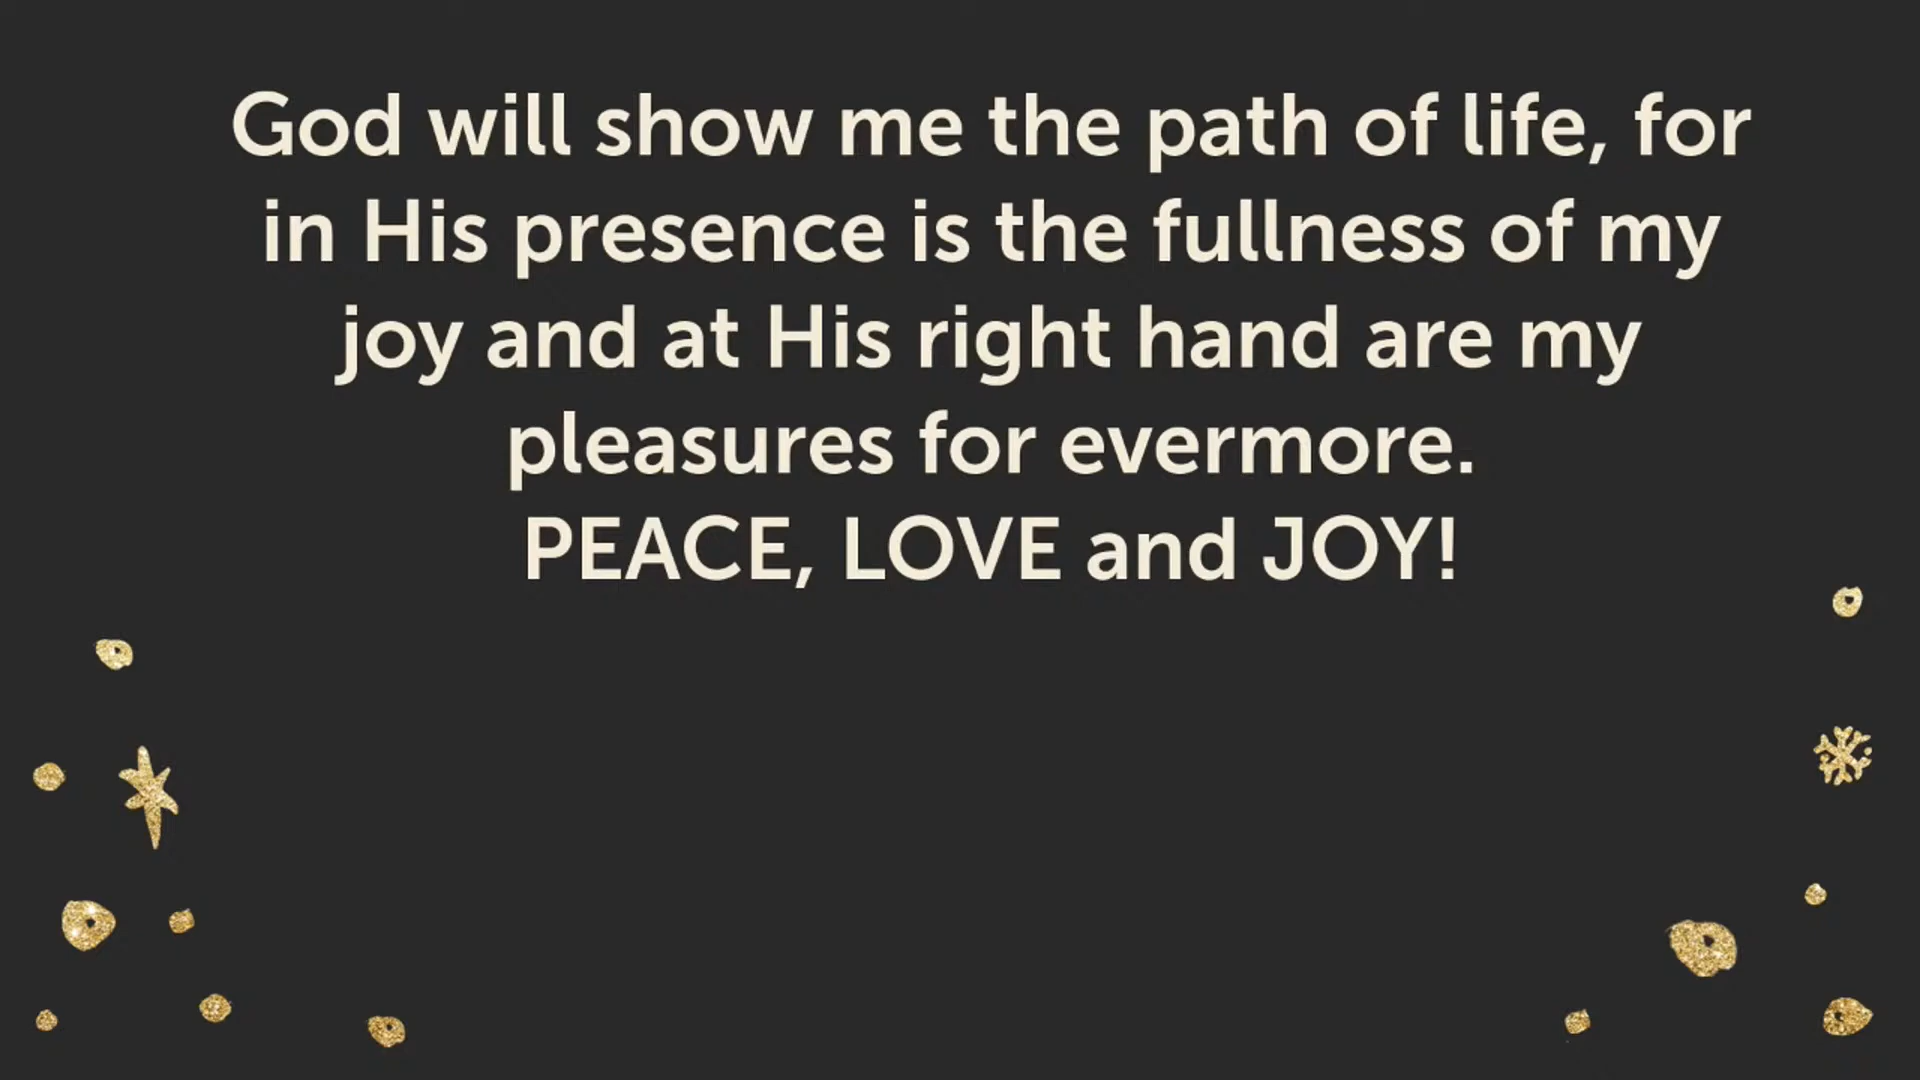 God will show me the path of life, for
in His presence is the fullness of my
joy and at His right hand are my
pleasures for evermore.
PEACE, LOVE and JOY!